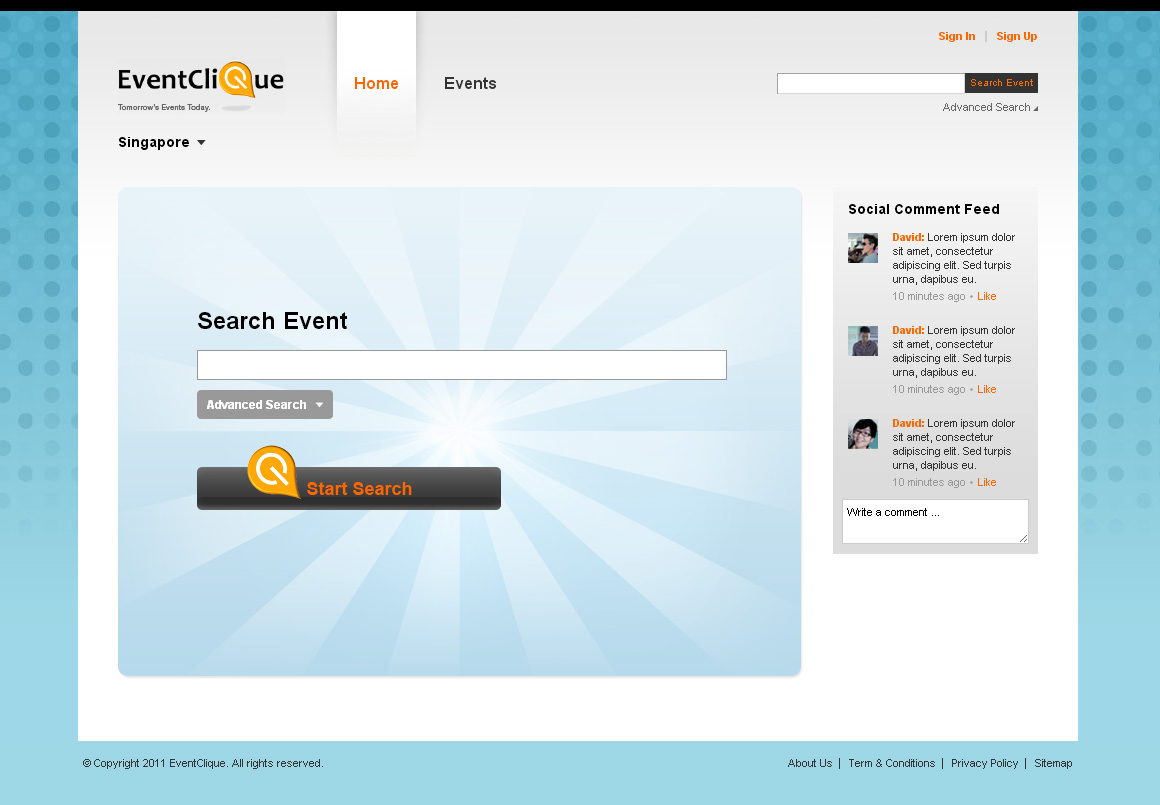 Sign In | Sign Up
EventCliQue
Tomorrow's Events Today.
Home
Events
Search Event
Advanced Search
Singapore
Search Event
Advanced Search
Start Search
Social Comment Feed
David: Lorem ipsum dolor
sit amet, consectetur
adipiscing elit. Sed turpis
urna, dapibus eu.
10 minutes ago • Like
David: Lorem ipsum dolor
sit amet, consectetur
adipiscing elit. Sed turpis
urna, dapibus eu.
10 minutes ago • Like
David: Lorem ipsum dolor
sit amet, consectetur
adipiscing elit. Sed turpis
urna, dapibus eu.
10 minutes ago • Like
Write a comment ...
© Copyright 2011 EventClique. All rights reserved.
About Us | Term & Conditions | Privacy Policy | Sitemap